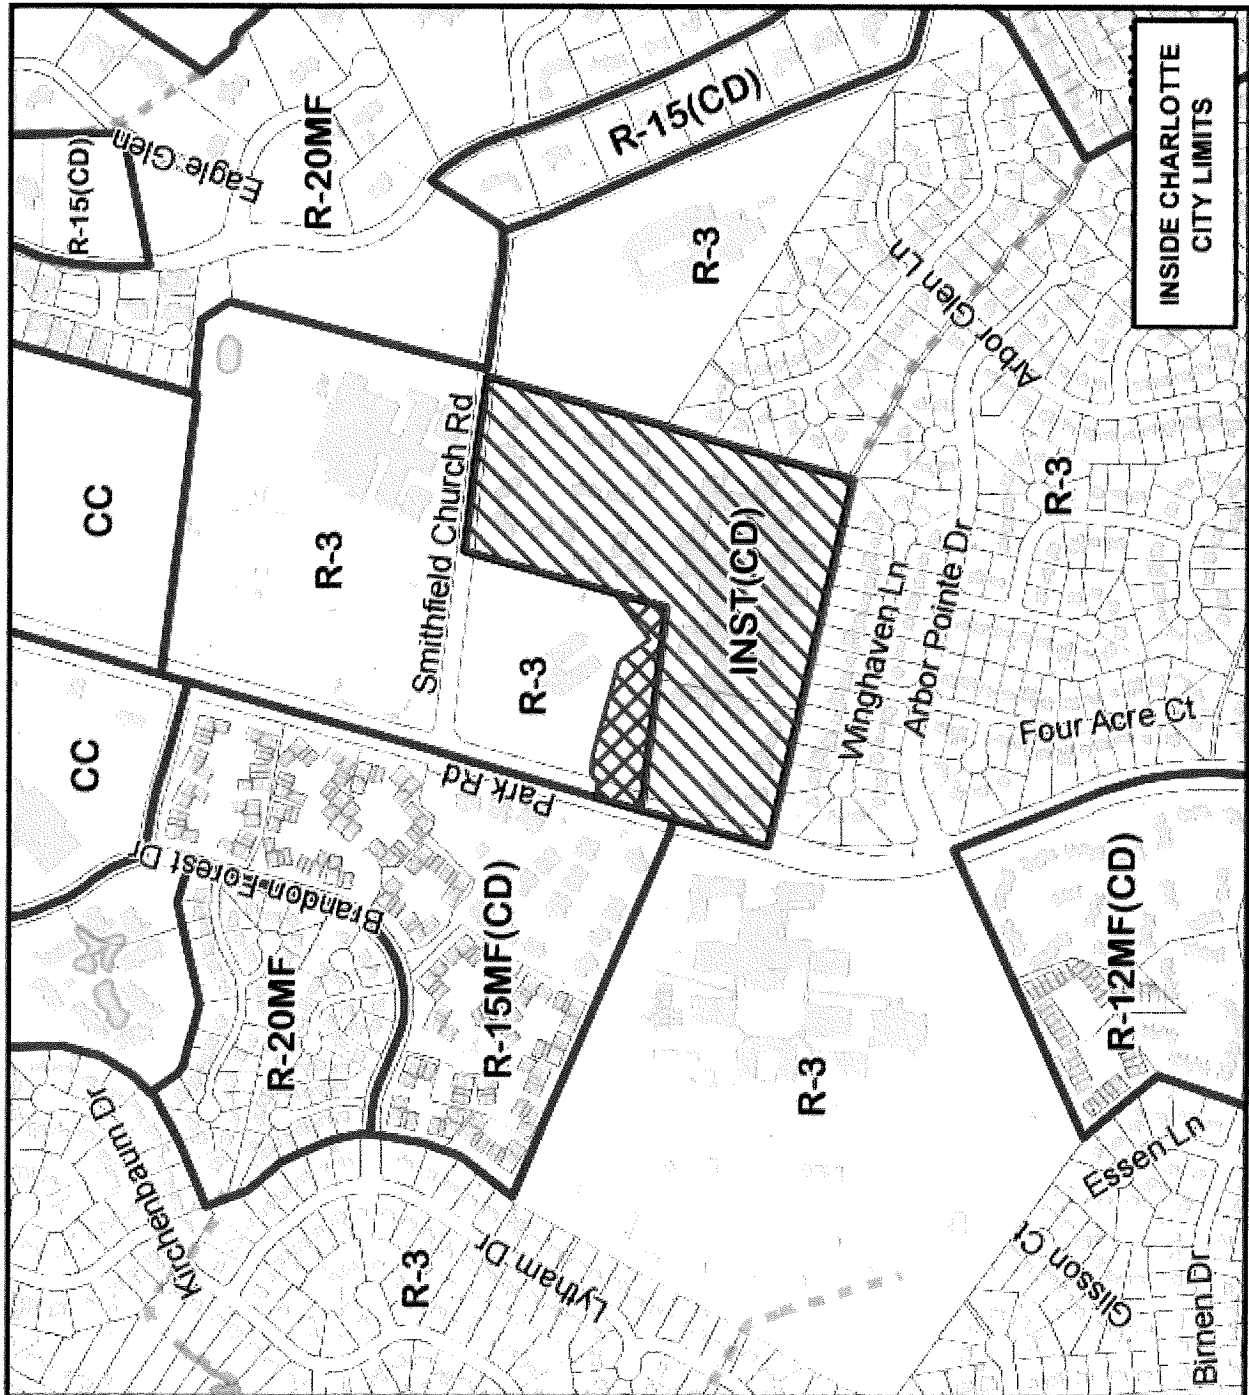 Kirchenbaum Dr
CC
R-15(CD)
Eagle Glen
Brandon Forest Dr
R-20MF
R-20MF
CC
R-3
R-3
Lytham Dr
Park Rd
Smithfield Church Rd
R-15MF(CD)
R-3
R-15(CD)
R-3
INST(CD)
R-3
Winghaven Ln
Arbor Glen Ln
Arbor Pointe Dr
Glisson Ct
Essen Ln
R-3
Four Acre Ct
R-12MF(CD)
Binnen Dr
INSIDE CHARLOTTE
CITY LIMITS